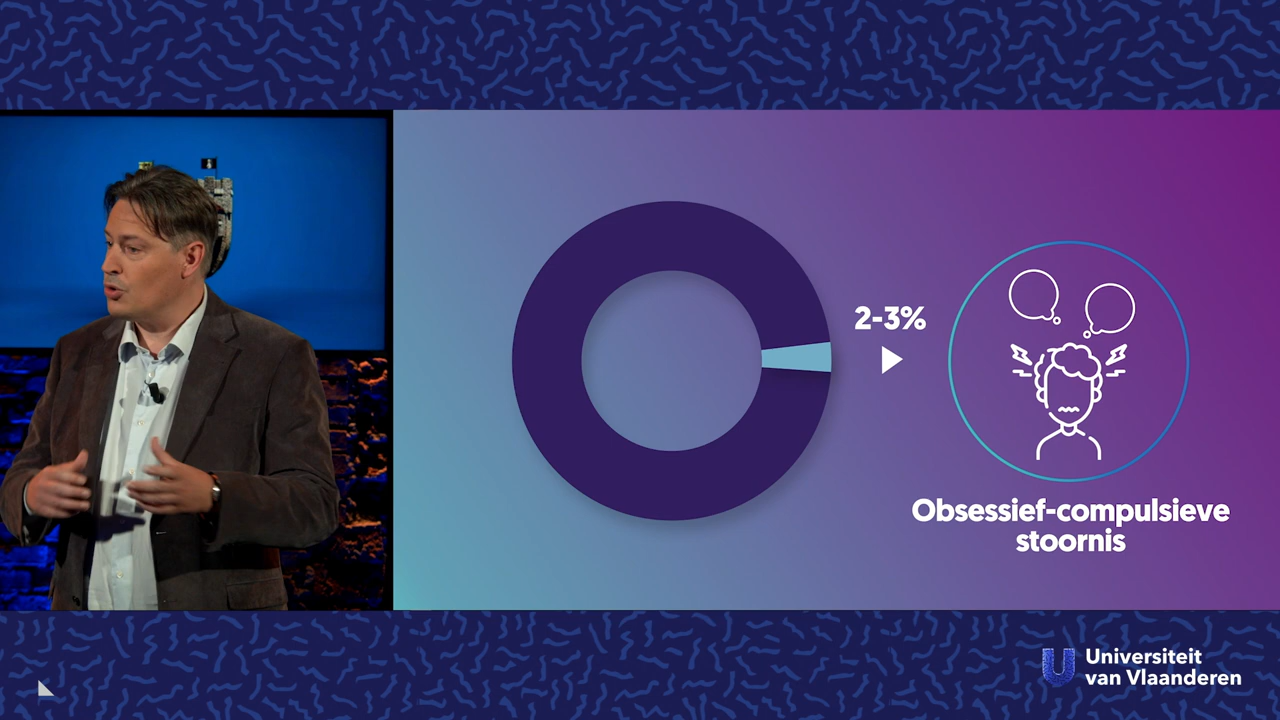 2-3%
Obsessief-compulsieve
stoornis
Universiteit
van Vlaanderen